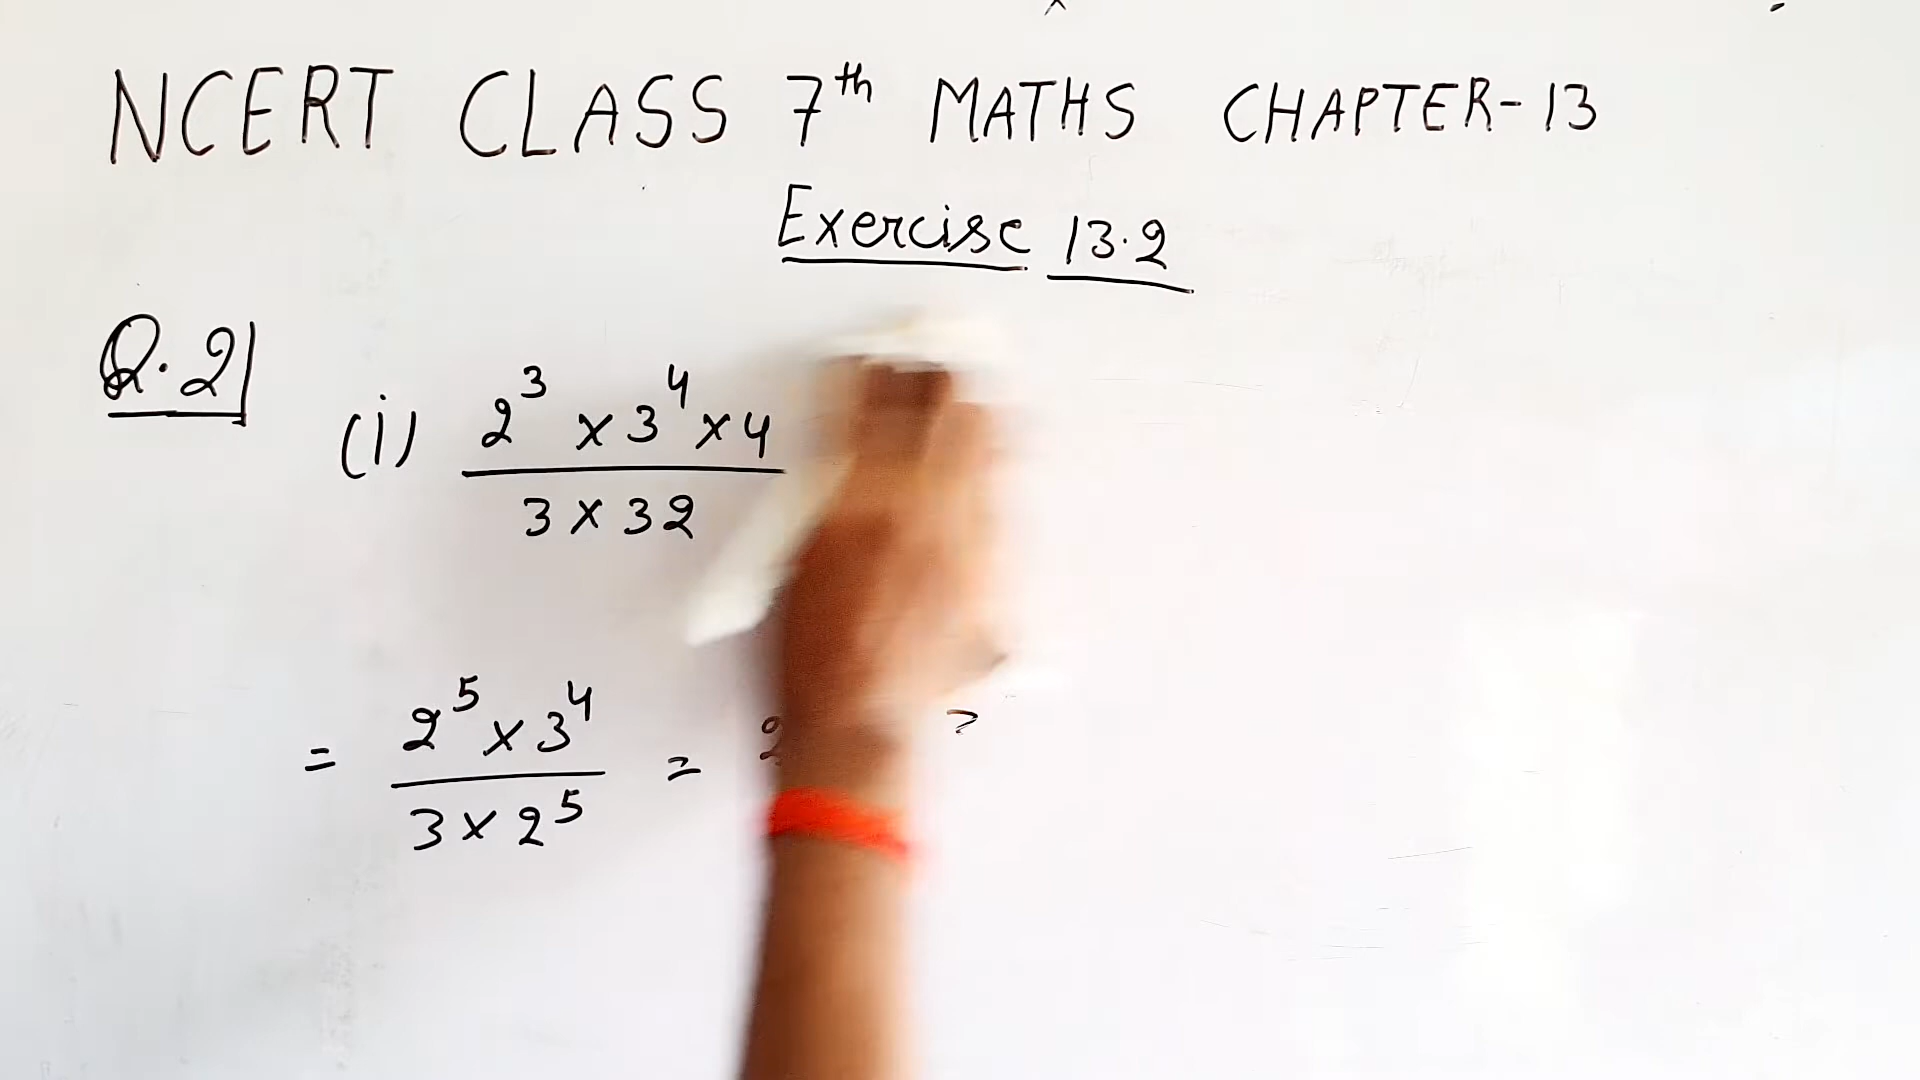 NCERT CLASS 7th MATHS CHAPTER-13
Exercise 13.2
Q.2|
(i) 2³ × 3⁴ × 4
3 × 32
= 2⁵ × 3⁴ =
3 × 2⁵